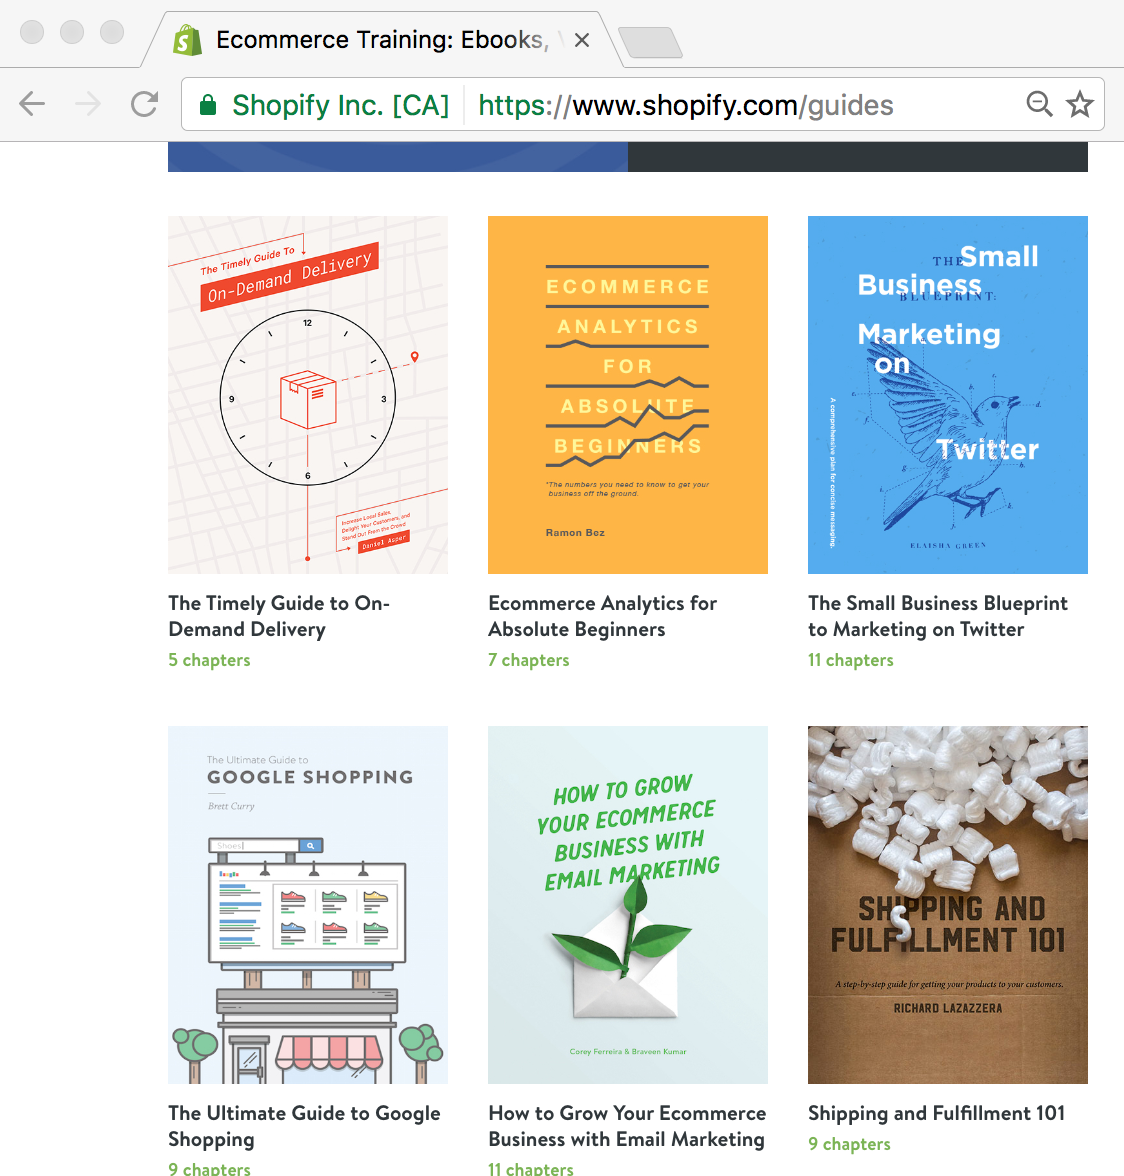 Ecommerce Training: Ebooks,
Shopify Inc. [CA]
https://www.shopify.com/guides
The Timely Guide To
On-Demand Delivery
12
9
3
6
Increase Local Sales,
Delight Your Customers, and
Stand Out From the Crowd
Daniel Asper
ECOMMERCE
ANALYTICS
FOR
ABSOLUTE
BEGINNERS
*The numbers you need to know to get your
business off the ground.
Ramon Bez
THE Small
Business
BLUEPRINT:
Marketing
on
Twitter
A comprehensive plan for concise messaging.
ELAISHA GREEN
The Timely Guide to On-
Demand Delivery
5 chapters
Ecommerce Analytics for
Absolute Beginners
7 chapters
The Small Business Blueprint
to Marketing on Twitter
11 chapters
The Ultimate Guide to
GOOGLE SHOPPING
Brett Curry
Shoes
Google
HOW TO GROW
YOUR ECOMMERCE
BUSINESS WITH
EMAIL MARKETING
Corey Ferreira & Braveen Kumar
SHIPPING AND
FULFILLMENT 101
A step-by-step guide for getting your products to your customers.
RICHARD LAZAZZERA
The Ultimate Guide to Google
Shopping
9 chapters
How to Grow Your Ecommerce
Business with Email Marketing
11 chapters
Shipping and Fulfillment 101
9 chapters